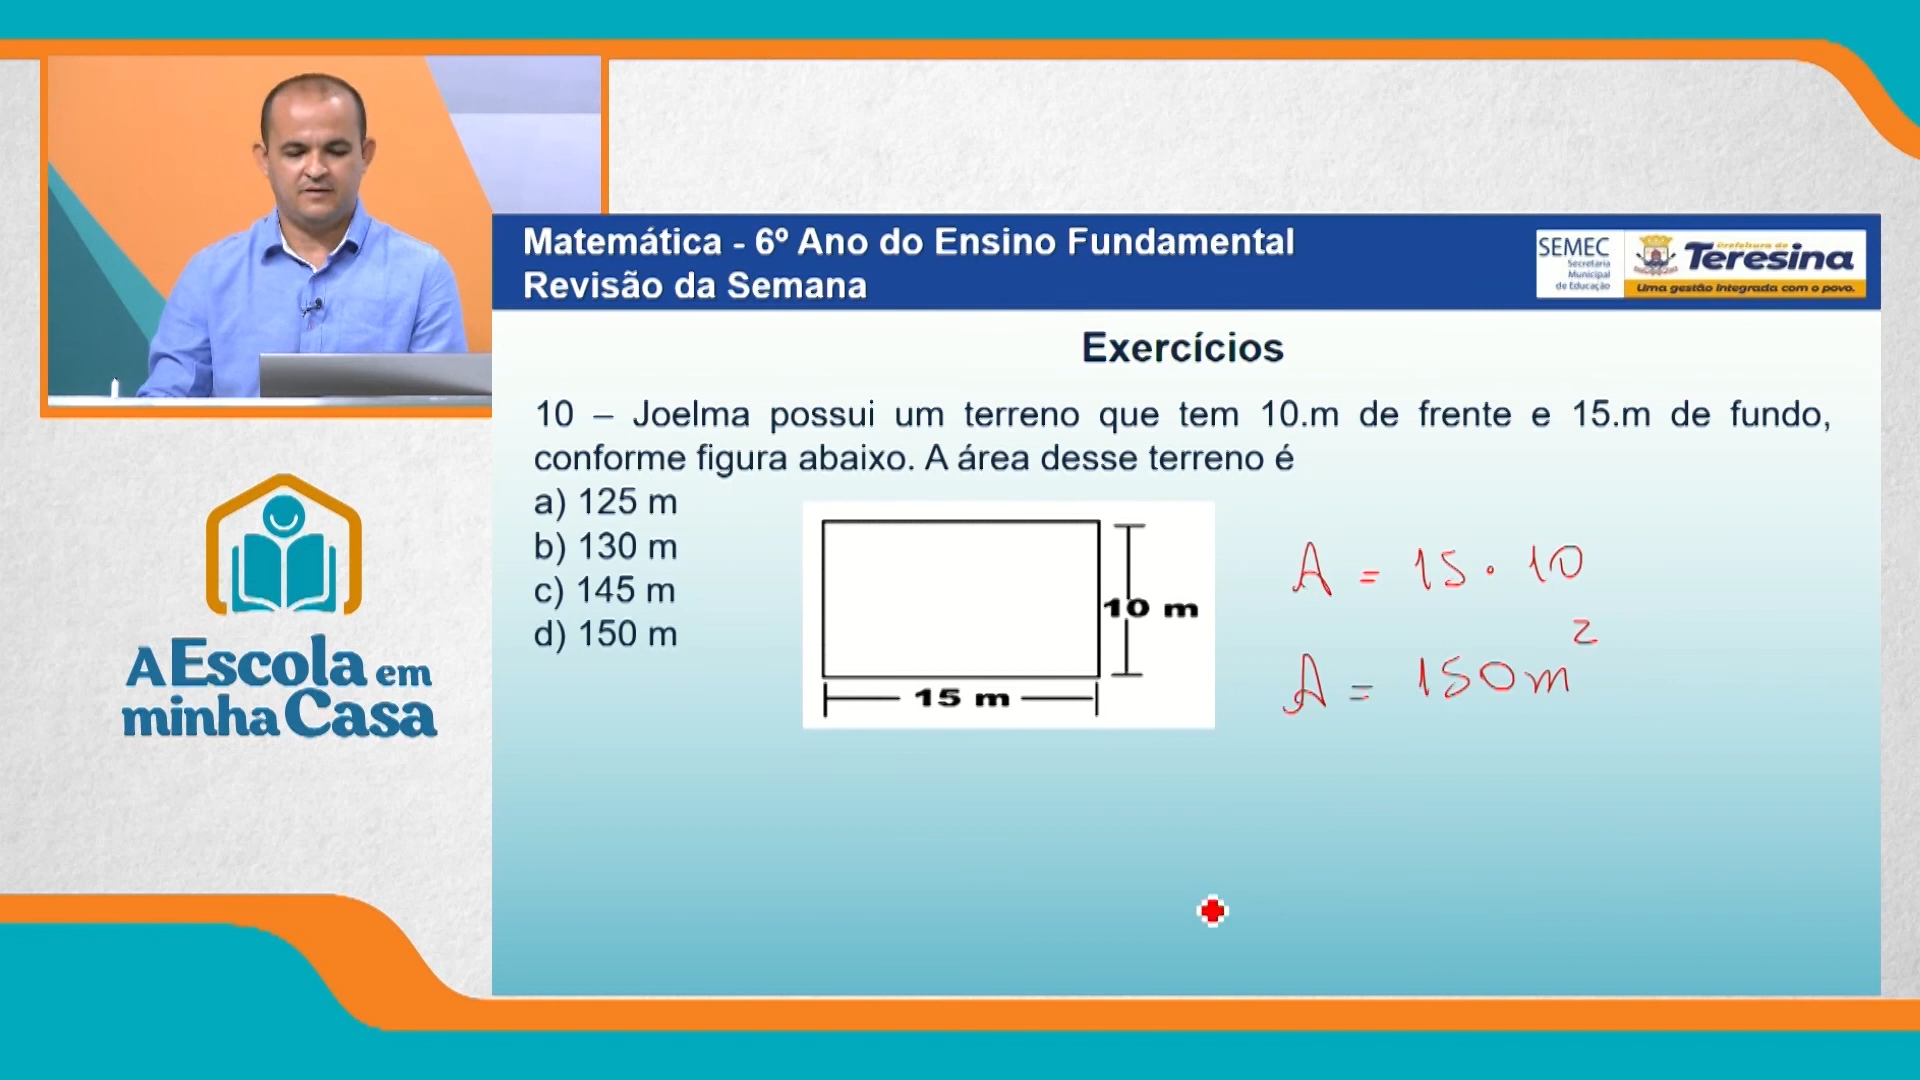 Matemática - 6º Ano do Ensino Fundamental
Revisão da Semana
SEMEC
Secretaria
Municipal
de Educação
Prefeitura de
Teresina
Uma gestão integrada com o povo.
Exercícios
10 – Joelma possui um terreno que tem 10.m de frente e 15.m de fundo,
conforme figura abaixo. A área desse terreno é
a) 125 m
b) 130 m
c) 145 m
d) 150 m
10 m
15 m
A = 15 . 10
A = 150m²
A Escola em
minha Casa